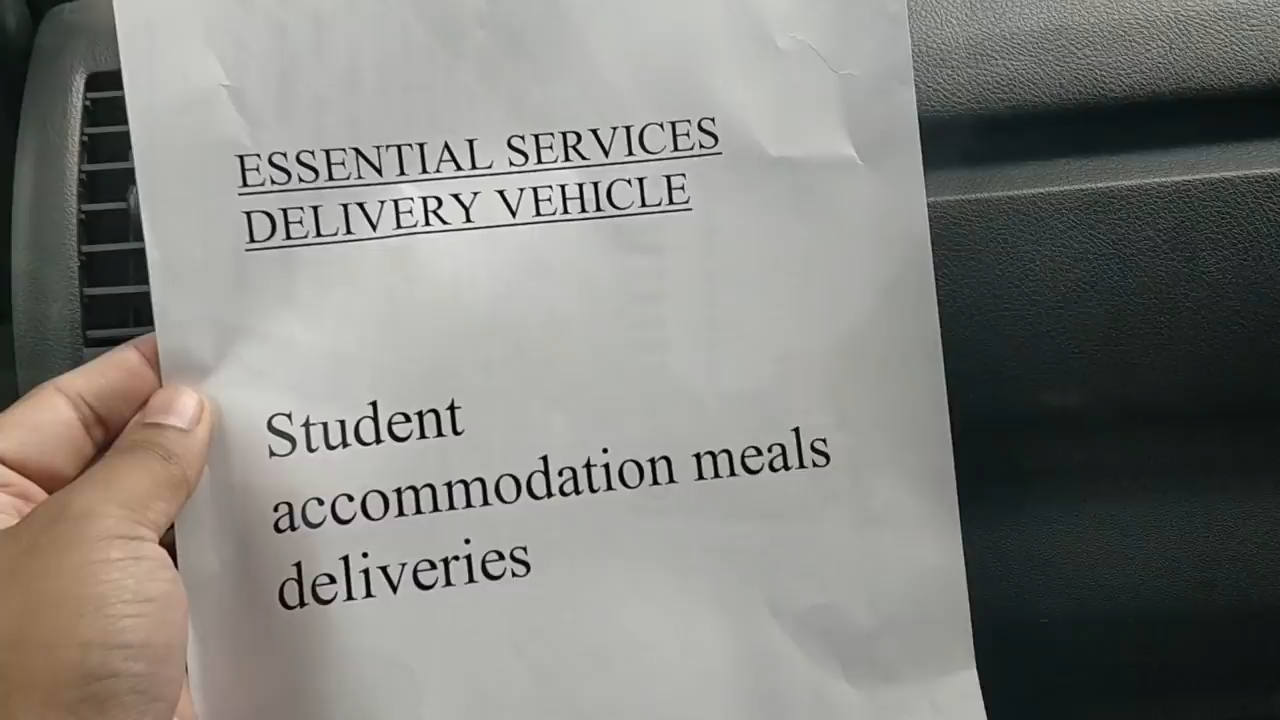 ESSENTIAL SERVICES
DELIVERY VEHICLE
Student
accommodation meals
deliveries